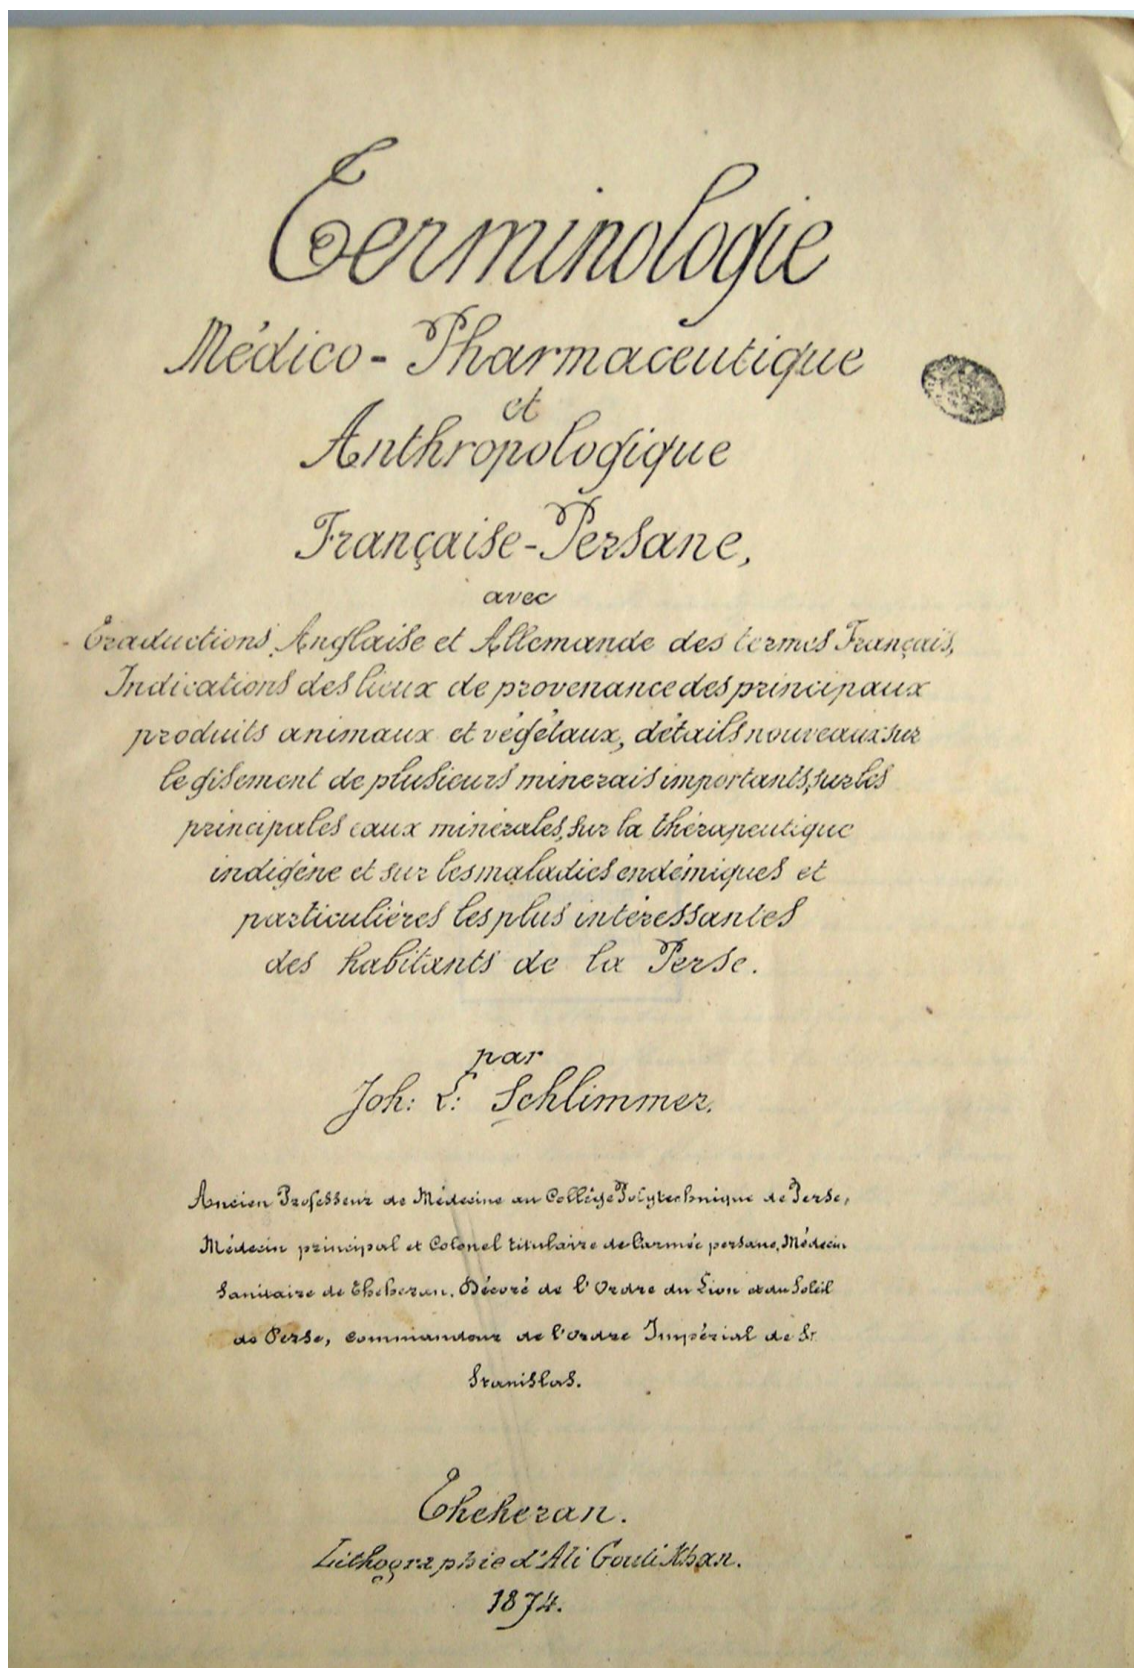 Terminologie
Médico-Pharmaceutique
et
Anthropologique
Française-Persane,
avec
Traductions Anglaise et Allemande des termes Français,
Indications des lieux de provenance des principaux
produits animaux et végétaux, détails nouveaux sur
le gisement de plusieurs minerais importants, sur les
principales eaux minérales, sur la thérapeutique
indigène et sur les maladies endémiques et
particulières les plus intéressantes
des habitants de la Perse.
par
Joh: L: Schlimmer.
Ancien Professeur de Médecine au Collège Polytechnique de Perse,
Médecin principal et Colonel titulaire de l'armée persane, Médecin
Sanitaire de Theheran. Décoré de l'Ordre du Lion et du Soleil
de Perse, commandeur de l'Ordre Impérial de St
Stanislas.
Theheran.
Lithographie d'Ali Gouli Khan.
1874.